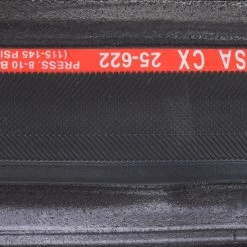 SA CX 25-622
PRESS. 8-10 B
(115-145 PSI